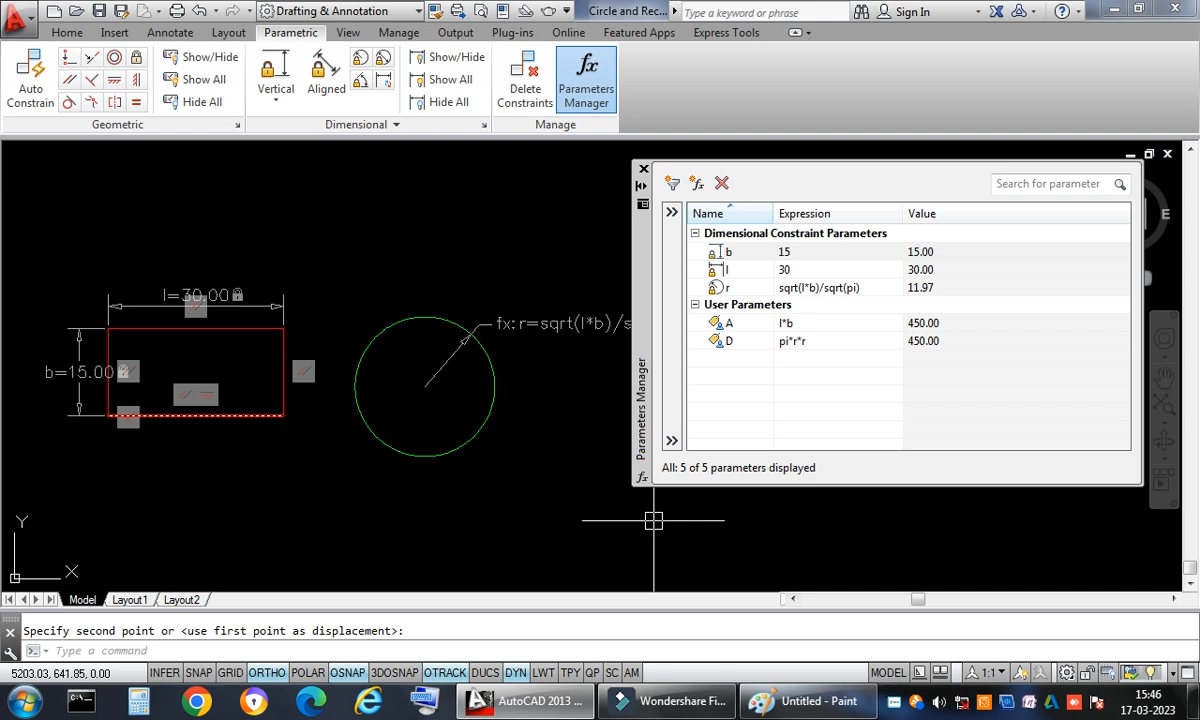 Drafting & Annotation
Circle and Rec...
Type a keyword or phrase
Sign In
Home Insert Annotate Layout Parametric View Manage Output Plug-ins Online Featured Apps Express Tools
Auto Constrain
Show/Hide
Show All
Hide All
Geometric
Vertical
Aligned
Show/Hide
Show All
Hide All
Dimensional
Delete Constraints
Parameters Manager
Manage
fx
Search for parameter
Name Expression Value
Dimensional Constraint Parameters
b 15 15.00
l 30 30.00
r sqrt(l*b)/sqrt(pi) 11.97
User Parameters
A l*b 450.00
D pi*r*r 450.00
All: 5 of 5 parameters displayed
Parameters Manager
E
l=30.00
b=15.00
fx: r=sqrt(l*b)/s
Y
X
Model Layout1 Layout2
Specify second point or <use first point as displacement>:
Type a command
5203.03, 641.85, 0.00
INFER SNAP GRID ORTHO POLAR OSNAP 3DOSNAP OTRACK DUCS DYN LWT TPY QP SC AM
MODEL
1:1
AutoCAD 2013 ...
Wondershare Fi...
Untitled - Paint
15:46
17-03-2023